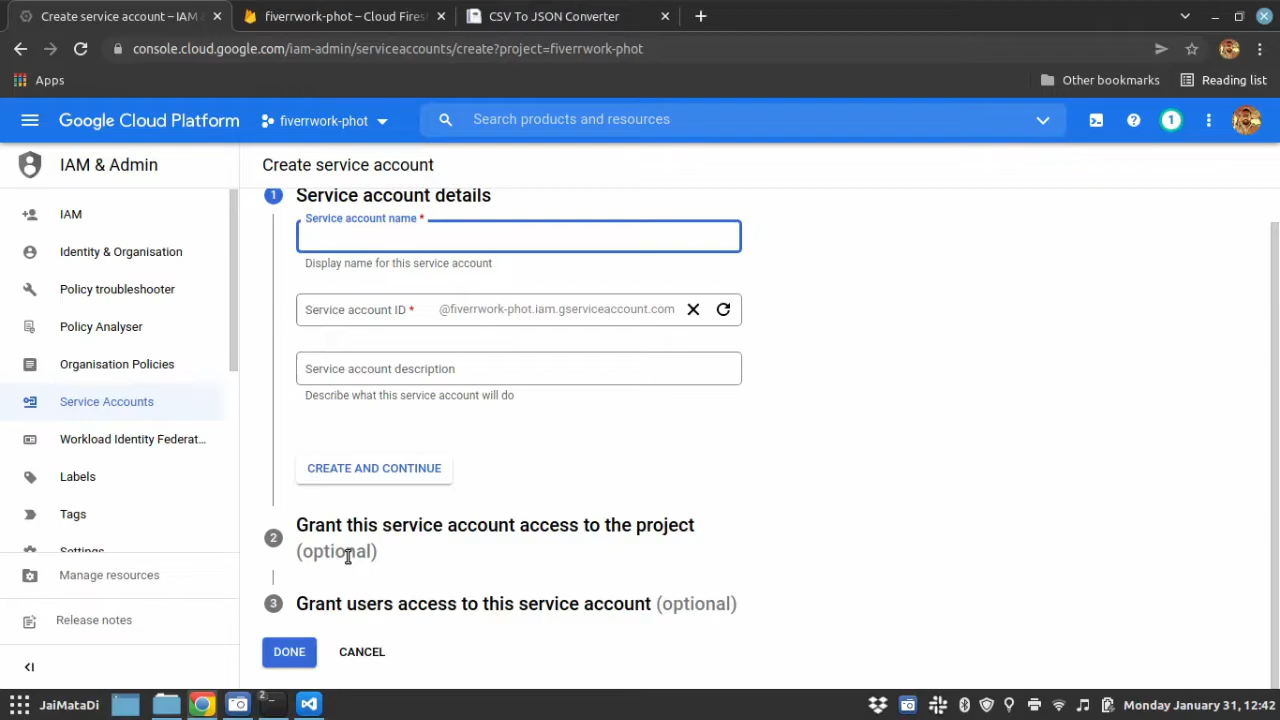 Create service account – IAM &
fiverrwork-phot – Cloud Fires
CSV To JSON Converter
console.cloud.google.com/iam-admin/serviceaccounts/create?project=fiverrwork-phot
Apps
Other bookmarks
Reading list
Google Cloud Platform
fiverrwork-phot
Search products and resources
1
IAM & Admin
Create service account
IAM
Identity & Organisation
Policy troubleshooter
Policy Analyser
Organisation Policies
Service Accounts
Workload Identity Federat...
Labels
Tags
Settings
Manage resources
Release notes
1 Service account details
Service account name *
Display name for this service account
Service account ID * @fiverrwork-phot.iam.gserviceaccount.com
Service account description
Describe what this service account will do
CREATE AND CONTINUE
2 Grant this service account access to the project
(optional)
3 Grant users access to this service account (optional)
DONE CANCEL
JaiMataDi
2
Monday January 31, 12:42